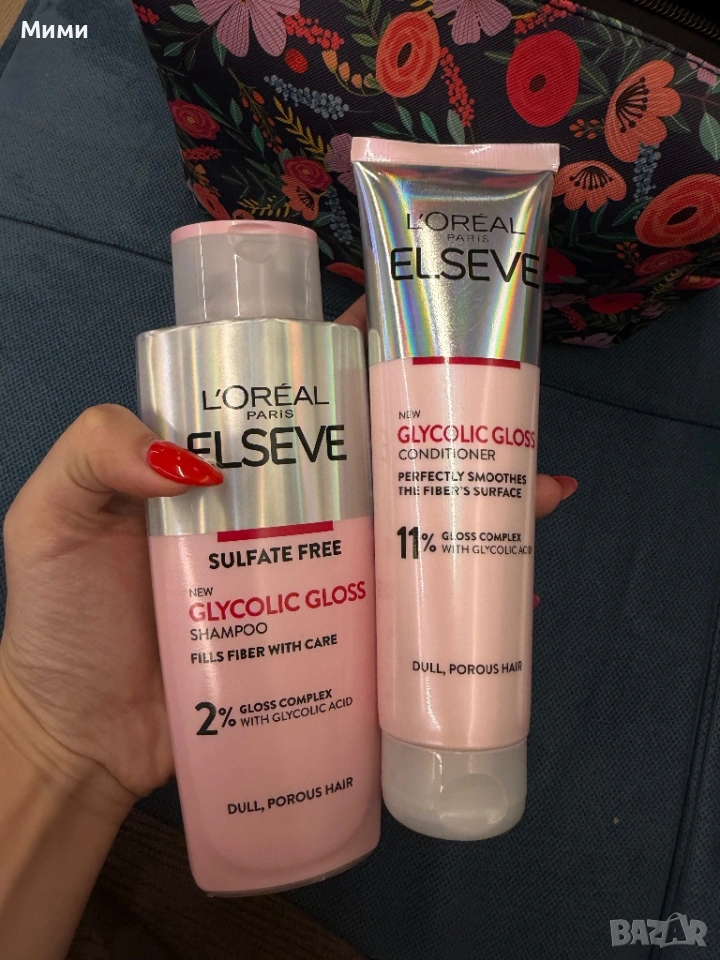 Мими
L'ORÉAL
PARIS
ELSEVE
SULFATE FREE
NEW
GLYCOLIC GLOSS
SHAMPOO
FILLS FIBER WITH CARE
2% GLOSS COMPLEX
WITH GLYCOLIC ACID
DULL, POROUS HAIR
L'ORÉAL
PARIS
ELSEVE
NEW
GLYCOLIC GLOSS
CONDITIONER
PERFECTLY SMOOTHES
THE FIBER'S SURFACE
11% GLOSS COMPLEX
WITH GLYCOLIC ACID
DULL, POROUS HAIR
BAZAR